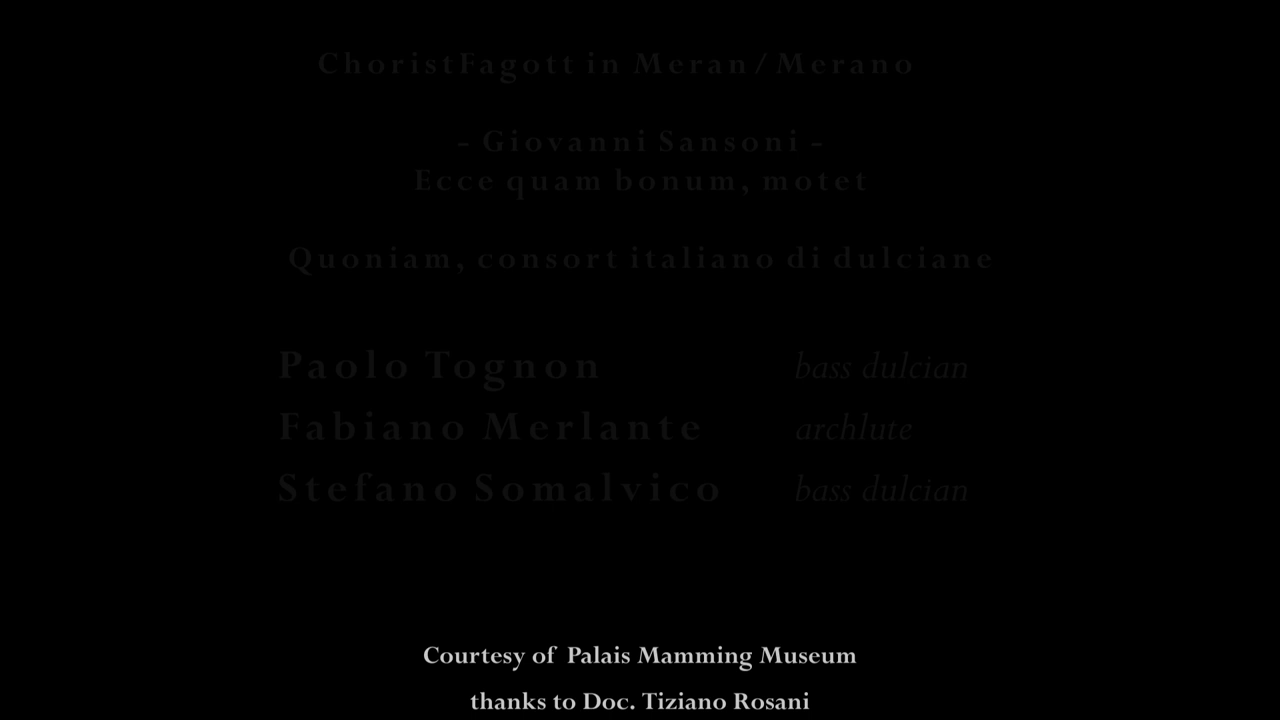 ChoristFagott in Meran/Merano
- Giovanni Sansoni -
Ecce quam bonum, motet
Quoniam, consort italiano di dulciane
Paolo Tognon bass dulcian
Fabiano Merlante archlute
Stefano Somalvico bass dulcian
Courtesy of Palais Mamming Museum
thanks to Doc. Tiziano Rosani